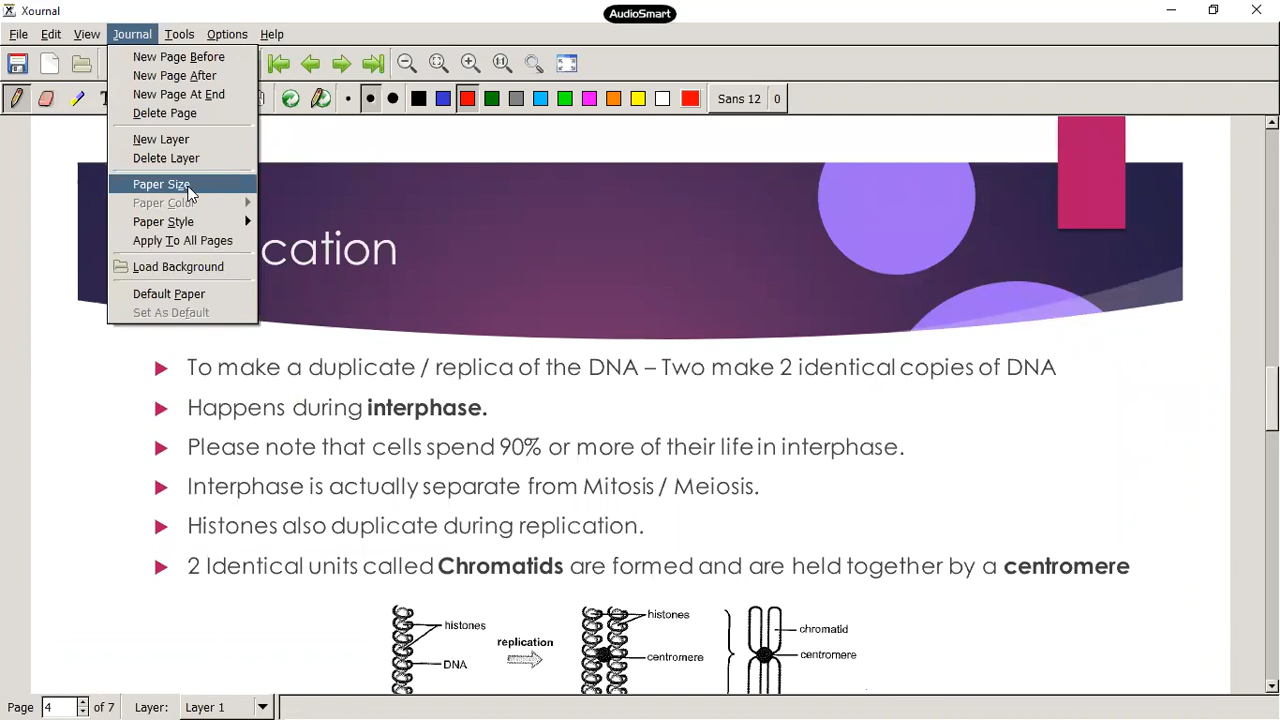 Xournal
AudioSmart
File Edit View Journal Tools Options Help
New Page Before
New Page After
New Page At End
Delete Page
New Layer
Delete Layer
Paper Size
Paper Color
Paper Style
Apply To All Pages
Load Background
Default Paper
Set As Default
Sans 12 0
cation
To make a duplicate / replica of the DNA – Two make 2 identical copies of DNA
Happens during interphase.
Please note that cells spend 90% or more of their life in interphase.
Interphase is actually separate from Mitosis / Meiosis.
Histones also duplicate during replication.
2 Identical units called Chromatids are formed and are held together by a centromere
histones
DNA
replication
histones
centromere
chromatid
centromere
Page 4 of 7 Layer: Layer 1